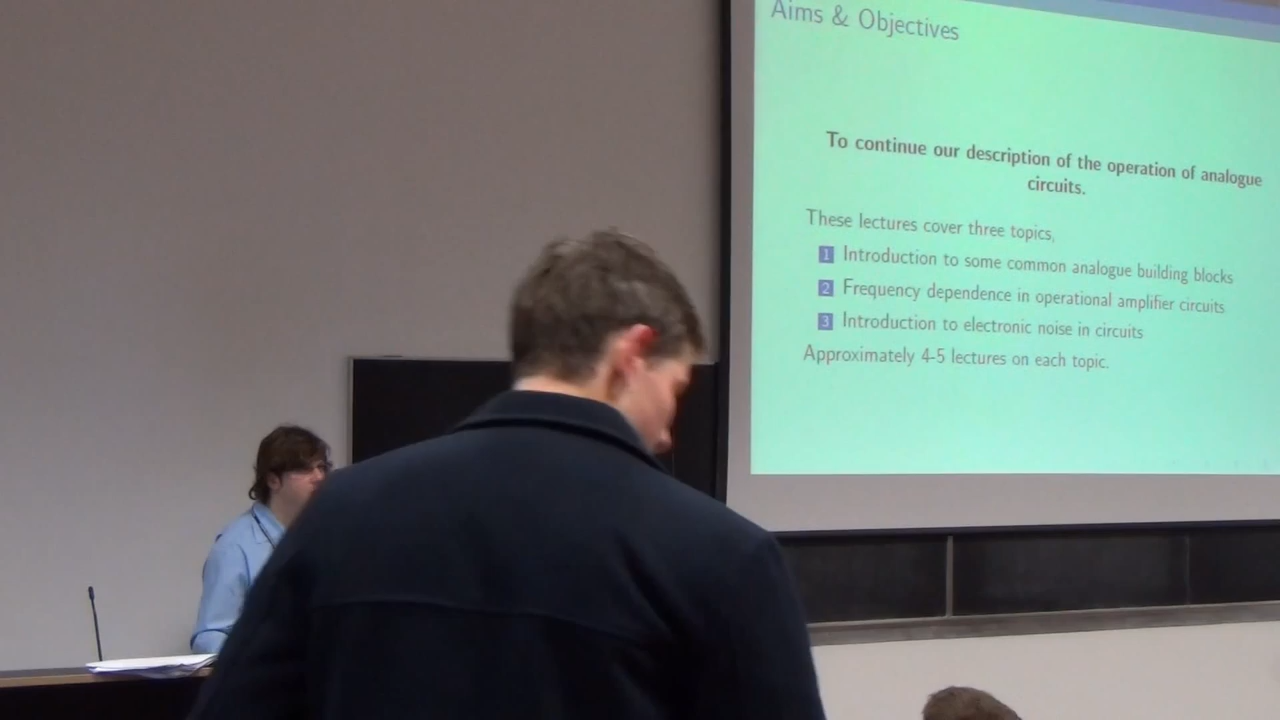 Aims & Objectives
To continue our description of the operation of analogue
circuits.
These lectures cover three topics,
1 Introduction to some common analogue building blocks
2 Frequency dependence in operational amplifier circuits
3 Introduction to electronic noise in circuits
Approximately 4-5 lectures on each topic.